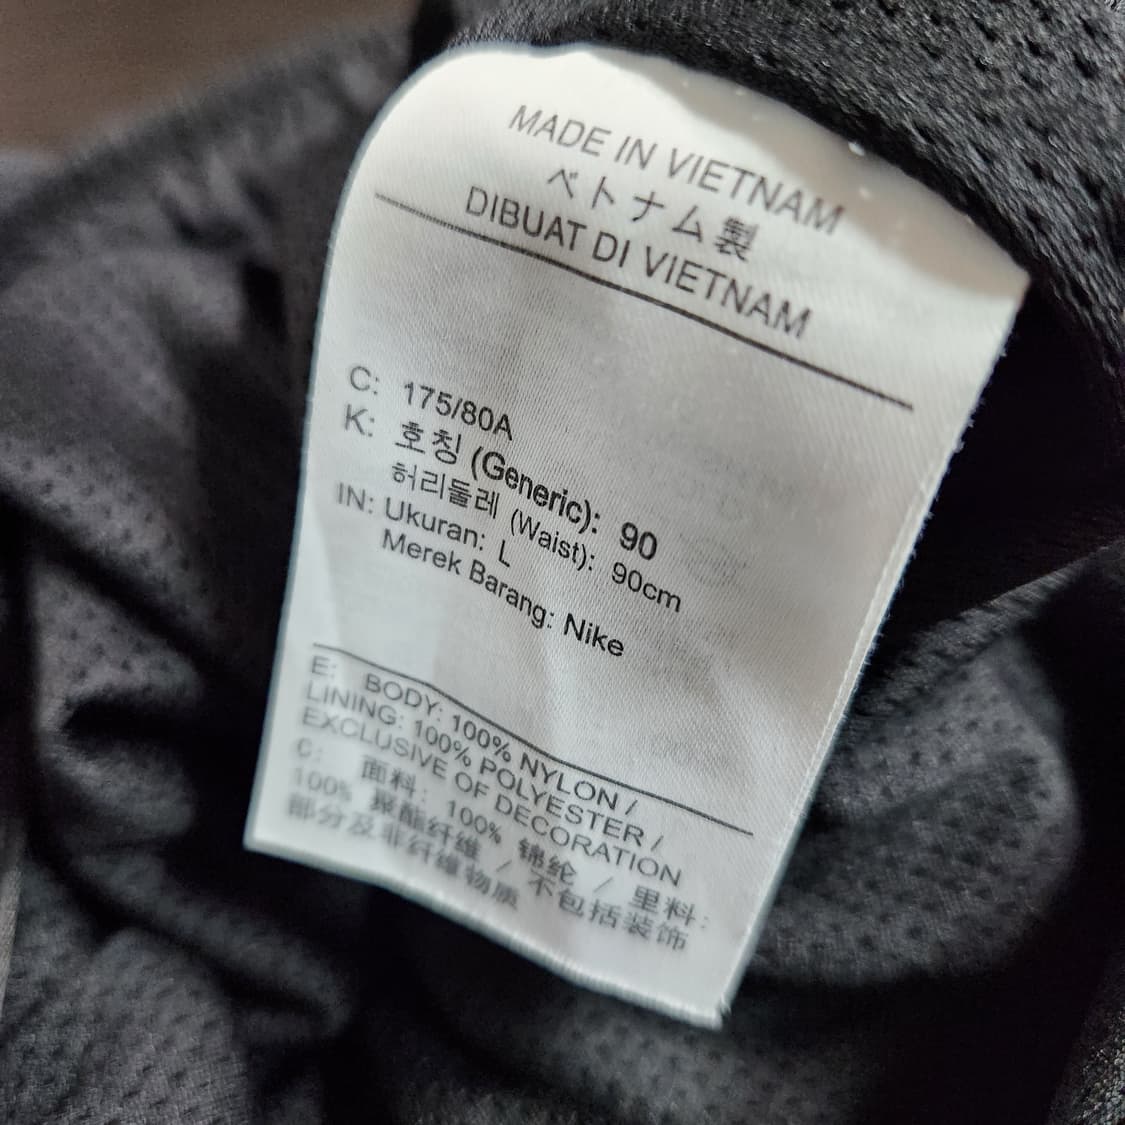 MADE IN VIETNAM
ベトナム製
DIBUAT DI VIETNAM
C: 175/80A
K: 호칭 (Generic): 90
허리둘레 (Waist): 90cm
IN: Ukuran: L
Merek Barang: Nike
E: BODY: 100% NYLON /
LINING: 100% POLYESTER /
EXCLUSIVE OF DECORATION
C: 面料: 100% 锦纶 / 里料:
100% 聚酯纤维 / 不包括装饰
部分及非纤维物质